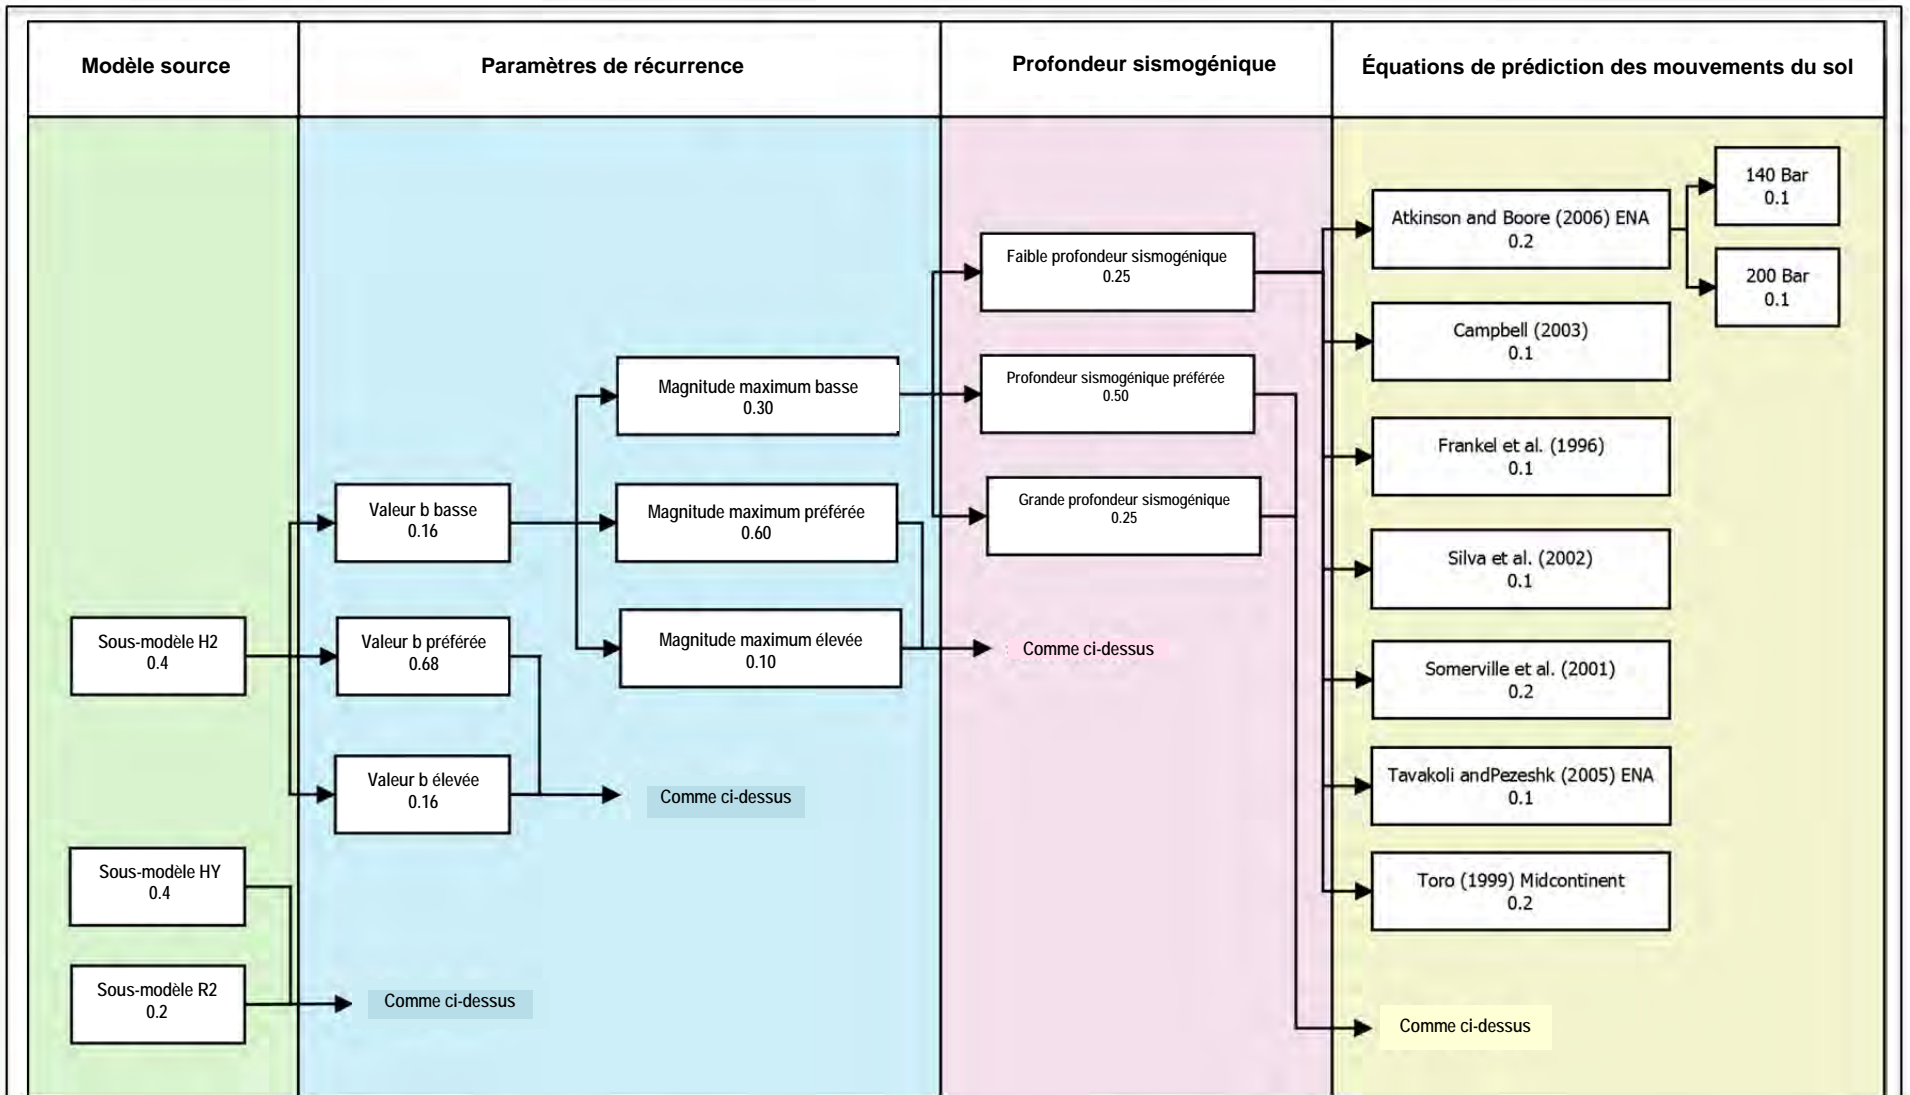 Modèle source
Paramètres de récurrence
Profondeur sismogénique
Équations de prédiction des mouvements du sol
Sous-modèle H2
0.4
Sous-modèle HY
0.4
Sous-modèle R2
0.2
Valeur b basse
0.16
Valeur b préférée
0.68
Valeur b élevée
0.16
Comme ci-dessus
Magnitude maximum basse
0.30
Magnitude maximum préférée
0.60
Magnitude maximum élevée
0.10
Comme ci-dessus
Faible profondeur sismogénique
0.25
Profondeur sismogénique préférée
0.50
Grande profondeur sismogénique
0.25
Comme ci-dessus
Atkinson and Boore (2006) ENA
0.2
140 Bar
0.1
200 Bar
0.1
Campbell (2003)
0.1
Frankel et al. (1996)
0.1
Silva et al. (2002)
0.1
Somerville et al. (2001)
0.2
Tavakoli andPezeshk (2005) ENA
0.1
Toro (1999) Midcontinent
0.2
Comme ci-dessus